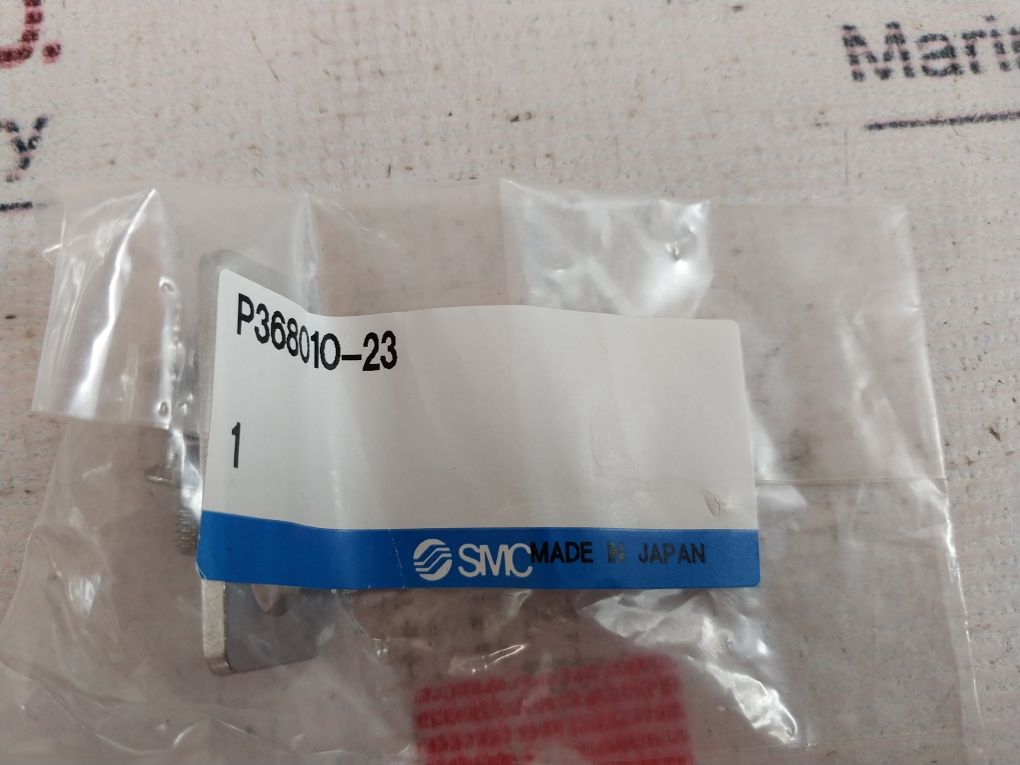 P368010-23
1
SMC MADE IN JAPAN